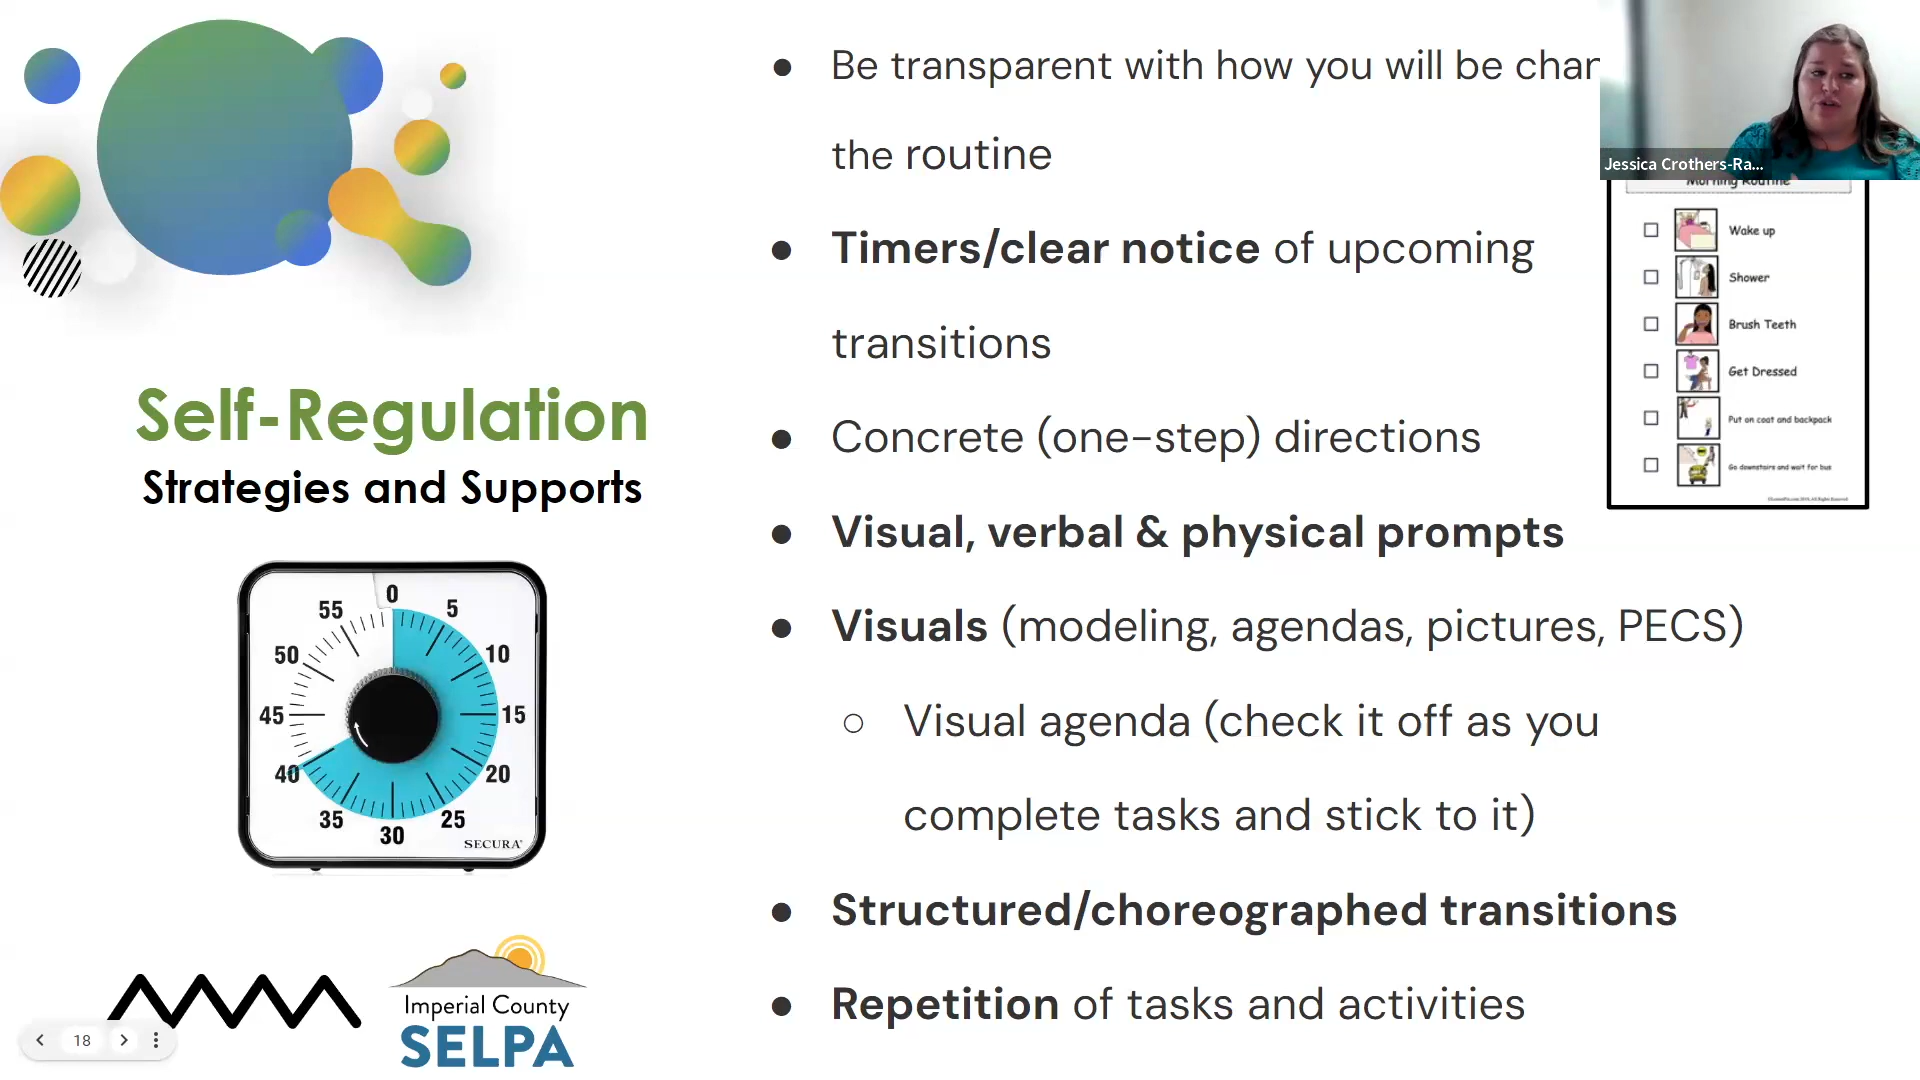 Self-Regulation
Strategies and Supports
0
5
10
15
20
25
30
35
40
45
50
55
SECURA
Imperial County
SELPA
18
● Be transparent with how you will be chan
the routine
● Timers/clear notice of upcoming
transitions
● Concrete (one-step) directions
● Visual, verbal & physical prompts
● Visuals (modeling, agendas, pictures, PECS)
○ Visual agenda (check it off as you
complete tasks and stick to it)
● Structured/choreographed transitions
● Repetition of tasks and activities
Jessica Crothers-Ra...
Morning Routine
Wake up
Shower
Brush Teeth
Get Dressed
Put on coat and backpack
Go downstairs and wait for bus